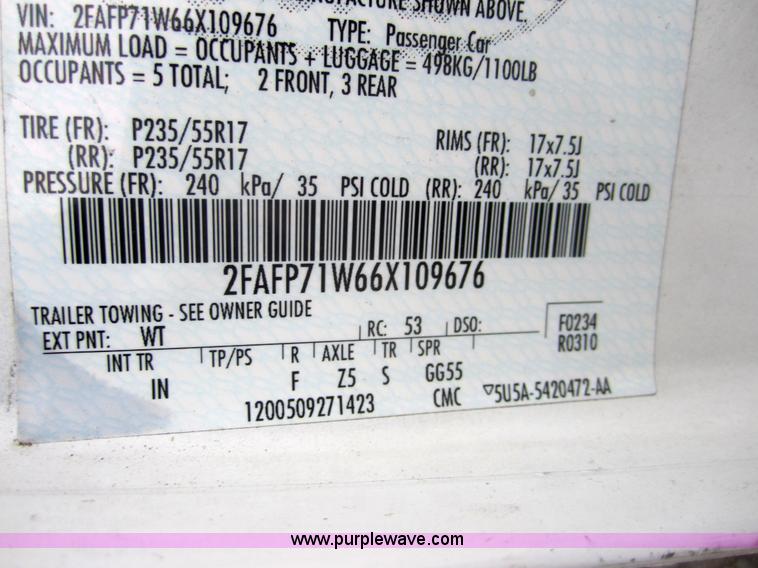 MANUFACTURE SHOWN ABOVE.
VIN: 2FAFP71W66X109676 TYPE: Passenger Car
MAXIMUM LOAD = OCCUPANTS + LUGGAGE = 498KG/1100LB
OCCUPANTS = 5 TOTAL; 2 FRONT, 3 REAR
TIRE (FR): P235/55R17 RIMS (FR): 17x7.5J
(RR): P235/55R17 (RR): 17x7.5J
PRESSURE (FR): 240 kPa/ 35 PSI COLD (RR): 240 kPa/ 35 PSI COLD
2FAFP71W66X109676
TRAILER TOWING - SEE OWNER GUIDE
EXT PNT: WT RC: 53 DSO: F0234
R0310
INT TR TP/PS R AXLE TR SPR
IN F Z5 S GG55
1200509271423 CMC ▽5U5A-5420472-AA
www.purplewave.com